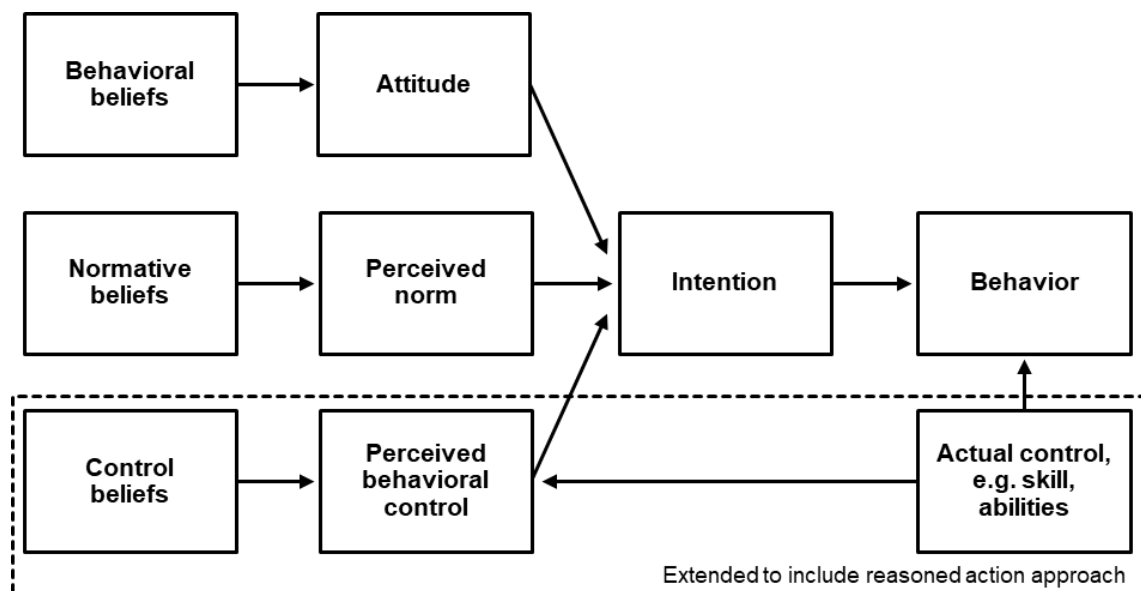 Behavioral
beliefs
Attitude
Normative
beliefs
Perceived
norm
Intention
Behavior
Control
beliefs
Perceived
behavioral
control
Actual control,
e.g. skill,
abilities
Extended to include reasoned action approach